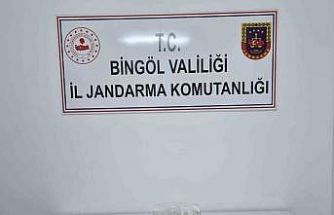 T.C.
BİNGÖL VALİLİĞİ
İL JANDARMA KOMUTANLIĞI